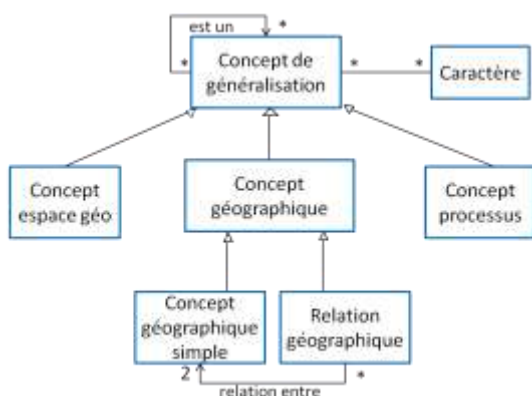 est un
*
*
Concept de
généralisation
*
*
Caractère
Concept
espace géo
Concept
géographique
Concept
processus
Concept
géographique
simple
Relation
géographique
2
*
relation entre